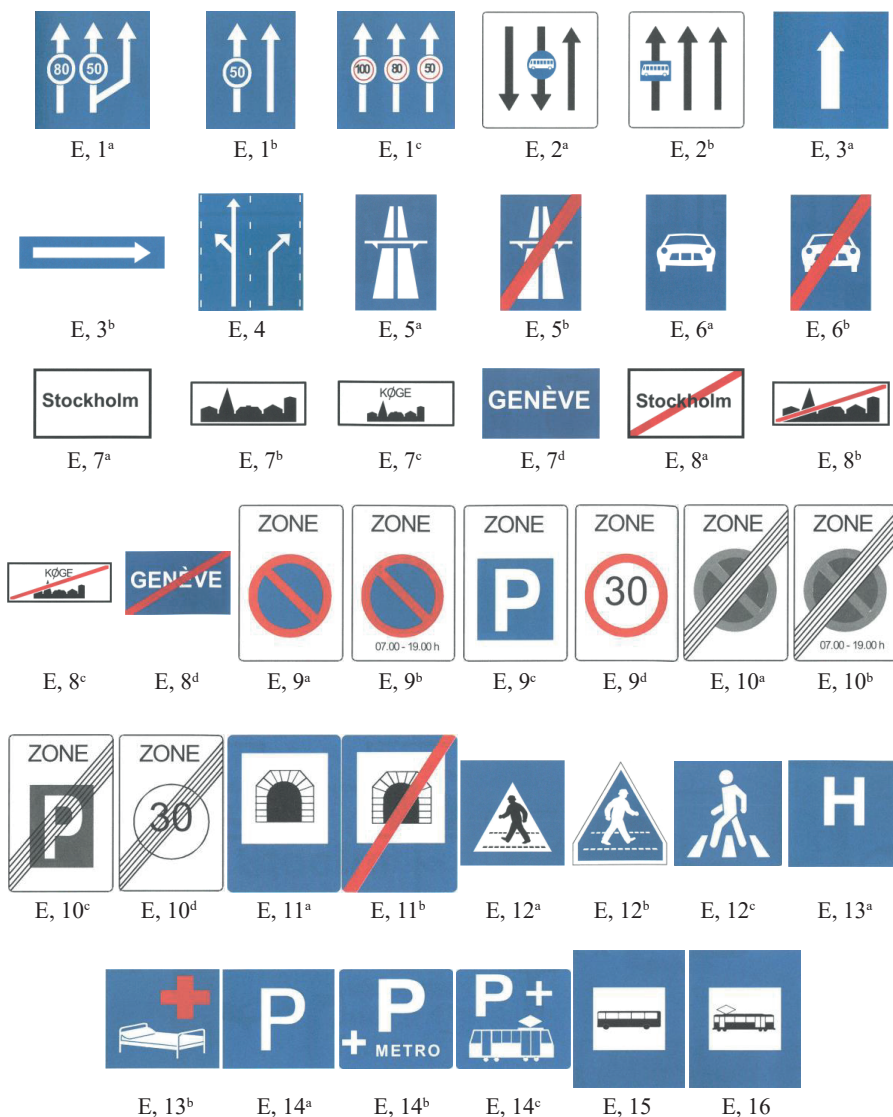 80 50
50
100 80 50
E, 1ᵃ E, 1ᵇ E, 1ᶜ E, 2ᵃ E, 2ᵇ E, 3ᵃ
E, 3ᵇ E, 4 E, 5ᵃ E, 5ᵇ E, 6ᵃ E, 6ᵇ
Stockholm
KØGE
GENÈVE
Stockholm
E, 7ᵃ E, 7ᵇ E, 7ᶜ E, 7ᵈ E, 8ᵃ E, 8ᵇ
KØGE
GENÈVE
ZONE
ZONE
07.00 - 19.00 h
ZONE
P
ZONE
30
ZONE
ZONE
07.00 - 19.00 h
E, 8ᶜ E, 8ᵈ E, 9ᵃ E, 9ᵇ E, 9ᶜ E, 9ᵈ E, 10ᵃ E, 10ᵇ
ZONE
P
ZONE
30
H
E, 10ᶜ E, 10ᵈ E, 11ᵃ E, 11ᵇ E, 12ᵃ E, 12ᵇ E, 12ᶜ E, 13ᵃ
P
P
+ METRO
P +
E, 13ᵇ E, 14ᵃ E, 14ᵇ E, 14ᶜ E, 15 E, 16